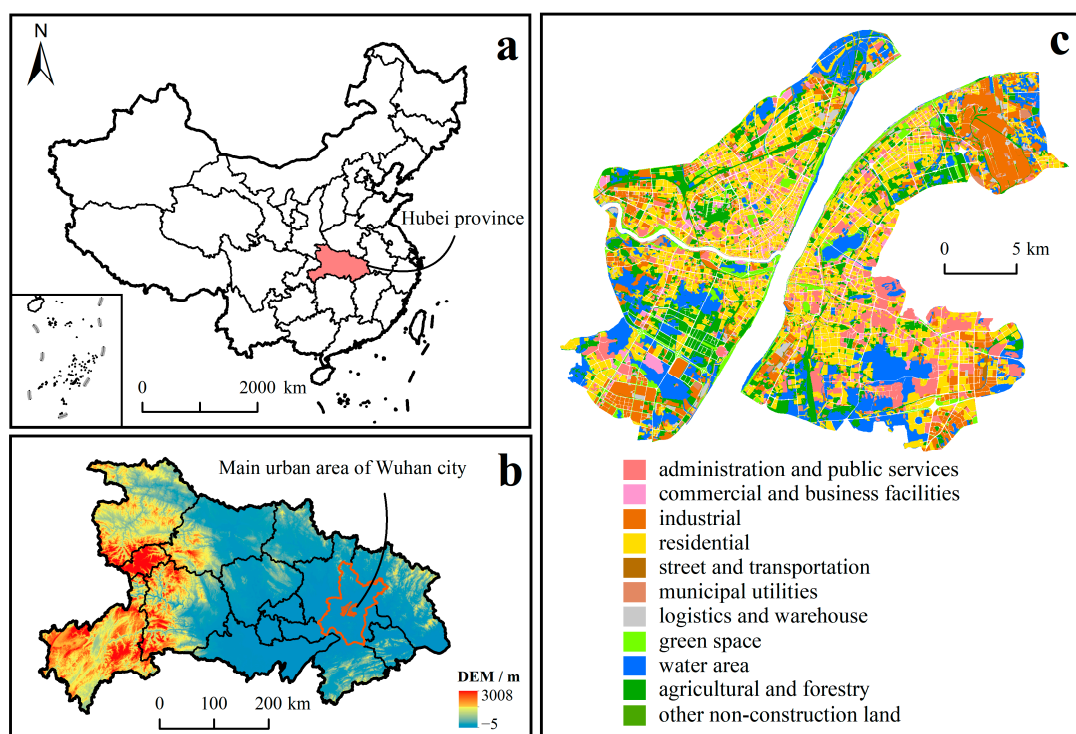 N
a
Hubei province
0 2000 km
b
Main urban area of Wuhan city
DEM / m
3008
−5
0 100 200 km
c
0 5 km
administration and public services
commercial and business facilities
industrial
residential
street and transportation
municipal utilities
logistics and warehouse
green space
water area
agricultural and forestry
other non-construction land